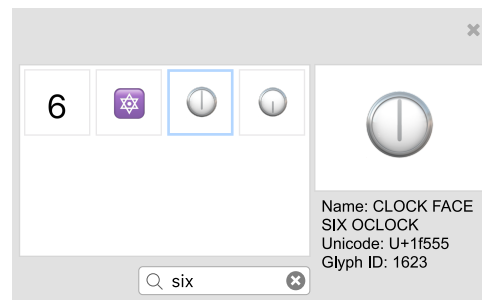 6
Name: CLOCK FACE
SIX OCLOCK
Unicode: U+1f555
Glyph ID: 1623
six